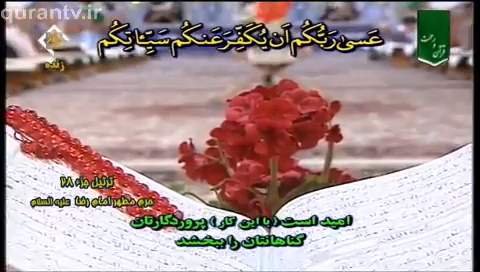 qurantv.ir
عَسىٰ رَبُّكُم اَن يُكَفِّرَ عَنكُم سَيِّئَاتِكُم
زنده
ترتیل جزء ۲۸
حرم مطهر امام رضا علیه السلام
امید است ( با این کار ) پروردگارتان
گناهانتان را ببخشد